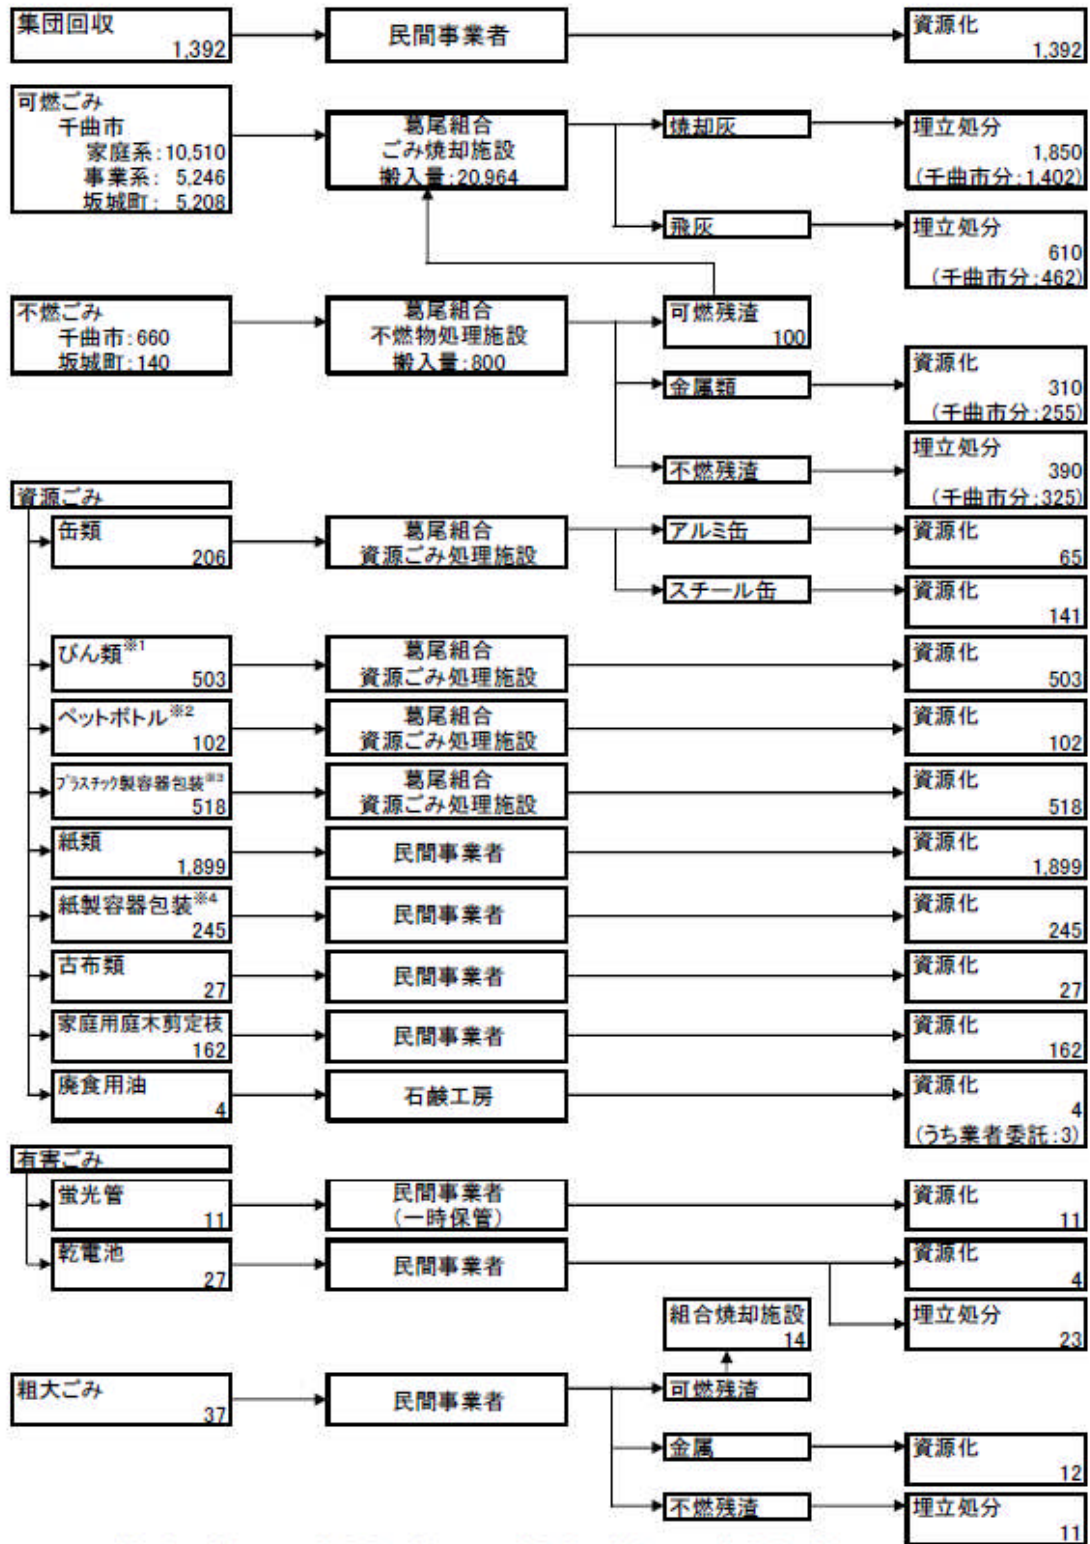 集団回収
1,392
民間事業者
資源化
1,392
可燃ごみ
千曲市
家庭系:10,510
事業系: 5,246
坂城町: 5,208
葛尾組合
ごみ焼却施設
搬入量:20,964
焼却灰
埋立処分
1,850
(千曲市分:1,402)
飛灰
埋立処分
610
(千曲市分:462)
不燃ごみ
千曲市:660
坂城町:140
葛尾組合
不燃物処理施設
搬入量:800
可燃残渣
100
金属類
資源化
310
(千曲市分:255)
不燃残渣
埋立処分
390
(千曲市分:325)
資源ごみ
缶類
206
葛尾組合
資源ごみ処理施設
アルミ缶
資源化
65
スチール缶
資源化
141
びん類※1
503
葛尾組合
資源ごみ処理施設
資源化
503
ペットボトル※2
102
葛尾組合
資源ごみ処理施設
資源化
102
プラスチック製容器包装※3
518
葛尾組合
資源ごみ処理施設
資源化
518
紙類
1,899
民間事業者
資源化
1,899
紙製容器包装※4
245
民間事業者
資源化
245
古布類
27
民間事業者
資源化
27
家庭用庭木剪定枝
162
民間事業者
資源化
162
廃食用油
4
石鹸工房
資源化
4
(うち業者委託:3)
有害ごみ
蛍光管
11
民間事業者
(一時保管)
資源化
11
乾電池
27
民間事業者
資源化
4
埋立処分
23
組合焼却施設
14
粗大ごみ
37
民間事業者
可燃残渣
金属
資源化
12
不燃残渣
埋立処分
11